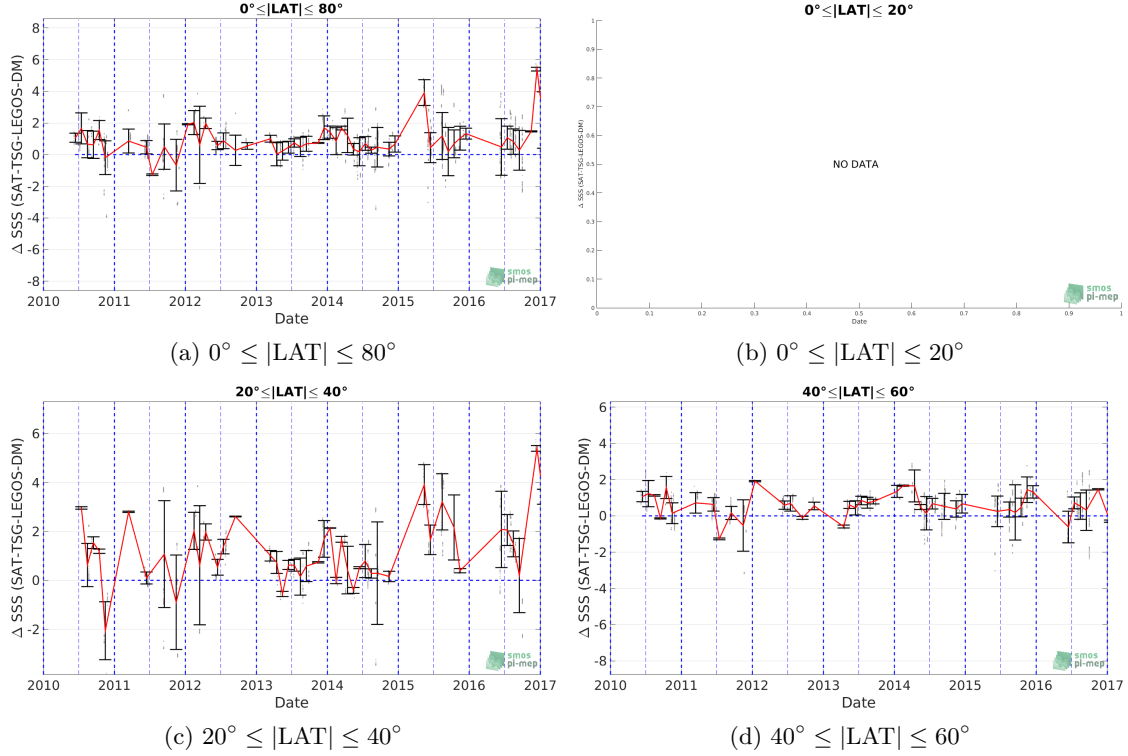 0°≤|LAT|≤ 80°
Δ SSS (SAT-TSG-LEGOS-DM)
8
6
4
2
0
-2
-4
-6
-8
2010 2011 2012 2013 2014 2015 2016 2017
Date
smos
pi-mep
(a) 0° ≤ |LAT| ≤ 80°
0°≤|LAT|≤ 20°
Δ SSS (SAT-TSG-LEGOS-DM)
1
0.9
0.8
0.7
0.6
0.5
0.4
0.3
0.2
0.1
0
NO DATA
0 0.1 0.2 0.3 0.4 0.5 0.6 0.7 0.8 0.9 1
Date
smos
pi-mep
(b) 0° ≤ |LAT| ≤ 20°
20°≤|LAT|≤ 40°
Δ SSS (SAT-TSG-LEGOS-DM)
6
4
2
0
-2
2010 2011 2012 2013 2014 2015 2016 2017
Date
smos
pi-mep
(c) 20° ≤ |LAT| ≤ 40°
40°≤|LAT|≤ 60°
Δ SSS (SAT-TSG-LEGOS-DM)
6
4
2
0
-2
-4
-6
-8
2010 2011 2012 2013 2014 2015 2016 2017
Date
smos
pi-mep
(d) 40° ≤ |LAT| ≤ 60°